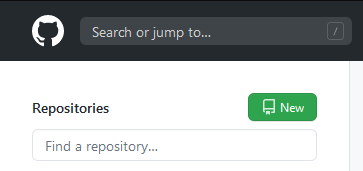 Search or jump to...
/
Repositories
New
Find a repository...